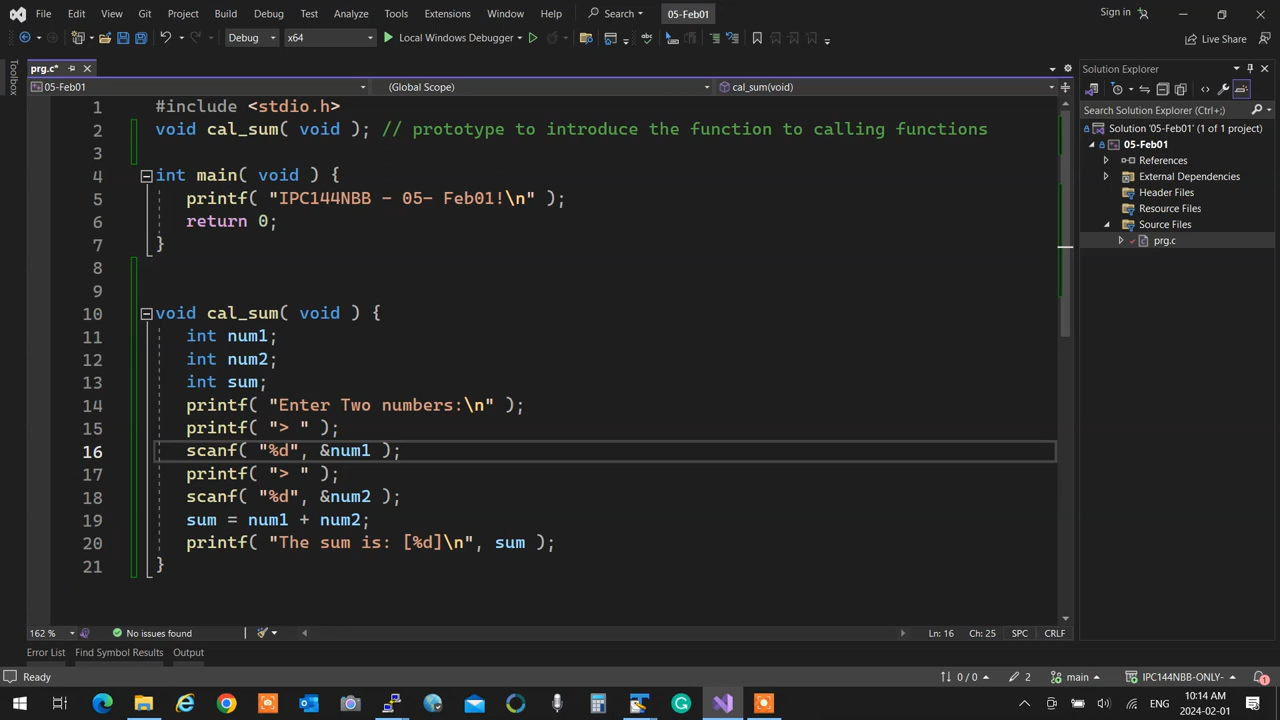 File Edit View Git Project Build Debug Test Analyze Tools Extensions Window Help Search 05-Feb01 Sign in
Debug x64 Local Windows Debugger Live Share
Toolbox
prg.c*
05-Feb01 (Global Scope) cal_sum(void)
1 #include <stdio.h>
2 void cal_sum( void ); // prototype to introduce the function to calling functions
3
4 int main( void ) {
5 printf( "IPC144NBB - 05- Feb01!\n" );
6 return 0;
7 }
8
9
10 void cal_sum( void ) {
11 int num1;
12 int num2;
13 int sum;
14 printf( "Enter Two numbers:\n" );
15 printf( "> " );
16 scanf( "%d", &num1 );
17 printf( "> " );
18 scanf( "%d", &num2 );
19 sum = num1 + num2;
20 printf( "The sum is: [%d]\n", sum );
21 }
162 % No issues found Ln: 16 Ch: 25 SPC CRLF
Error List Find Symbol Results Output
Solution Explorer
Search Solution Explorer (Ctrl+;)
Solution '05-Feb01' (1 of 1 project)
05-Feb01
References
External Dependencies
Header Files
Resource Files
Source Files
prg.c
Ready 0 / 0 2 main IPC144NBB-ONLY- 1
ENG 10:14 AM
2024-02-01